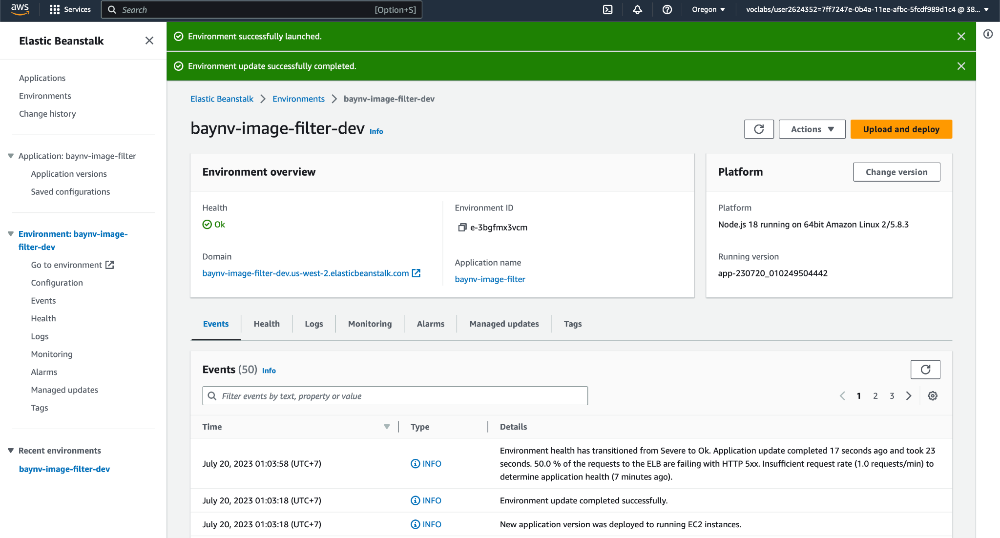 aws
Services
Search
[Option+S]
Oregon
voclabs/user2624352=7ff7247e-0b4a-11ee-afbc-5fcdf989d1c4 @ 38...
Elastic Beanstalk
Applications
Environments
Change history
Application: baynv-image-filter
Application versions
Saved configurations
Environment: baynv-image-
filter-dev
Go to environment
Configuration
Events
Health
Logs
Monitoring
Alarms
Managed updates
Tags
Recent environments
baynv-image-filter-dev
Environment successfully launched.
Environment update successfully completed.
Elastic Beanstalk
Environments
baynv-image-filter-dev
baynv-image-filter-dev Info
Actions
Upload and deploy
Environment overview
Health
Ok
Domain
baynv-image-filter-dev.us-west-2.elasticbeanstalk.com
Environment ID
e-3bgfmx3vcm
Application name
baynv-image-filter
Platform
Change version
Platform
Node.js 18 running on 64bit Amazon Linux 2/5.8.3
Running version
app-230720_010249504442
Events
Health
Logs
Monitoring
Alarms
Managed updates
Tags
Events (50) Info
Filter events by text, property or value
1 2 3
Time
Type
Details
July 20, 2023 01:03:58 (UTC+7)
INFO
Environment health has transitioned from Severe to Ok. Application update completed 17 seconds ago and took 23
seconds. 50.0 % of the requests to the ELB are failing with HTTP 5xx. Insufficient request rate (1.0 requests/min) to
determine application health (7 minutes ago).
July 20, 2023 01:03:18 (UTC+7)
INFO
Environment update completed successfully.
July 20, 2023 01:03:18 (UTC+7)
INFO
New application version was deployed to running EC2 instances.